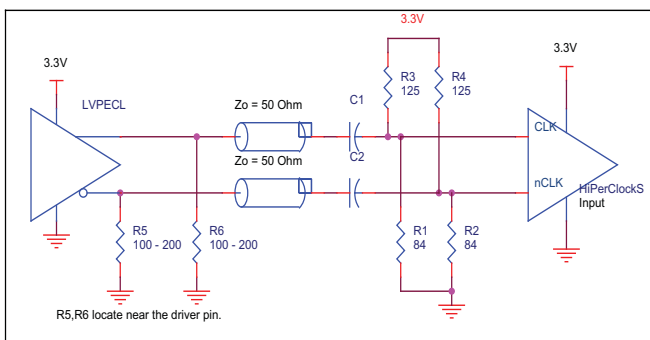 3.3V
3.3V
3.3V
LVPECL
R3
125
R4
125
Zo = 50 Ohm
C1
CLK
Zo = 50 Ohm
C2
nCLK
HiPerClockS
Input
R5
100 - 200
R6
100 - 200
R1
84
R2
84
R5,R6 locate near the driver pin.